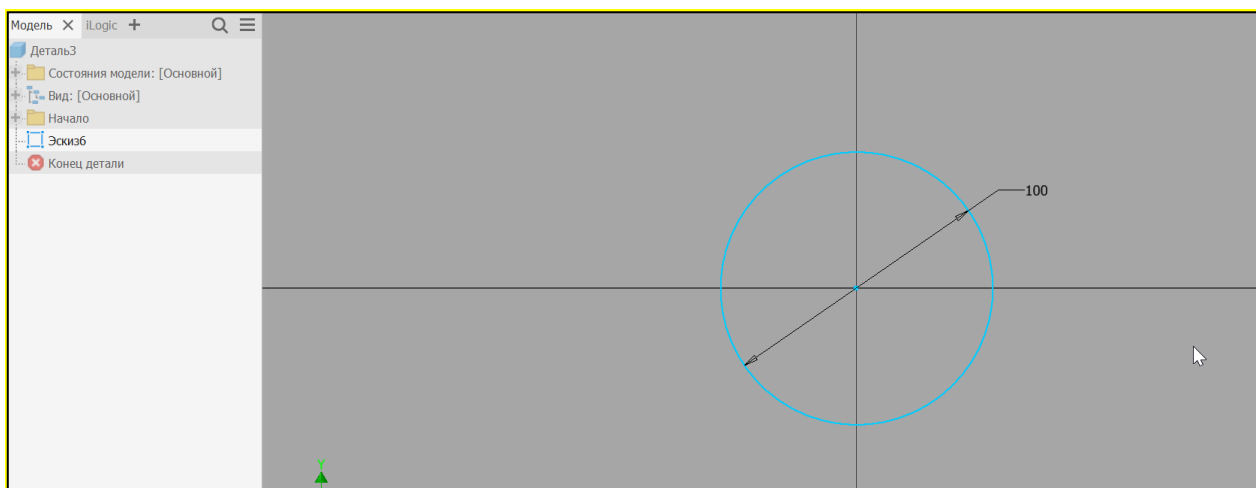 Модель iLogic
Деталь3
Состояния модели: [Основной]
Вид: [Основной]
Начало
Эскиз6
Конец детали
100
Y